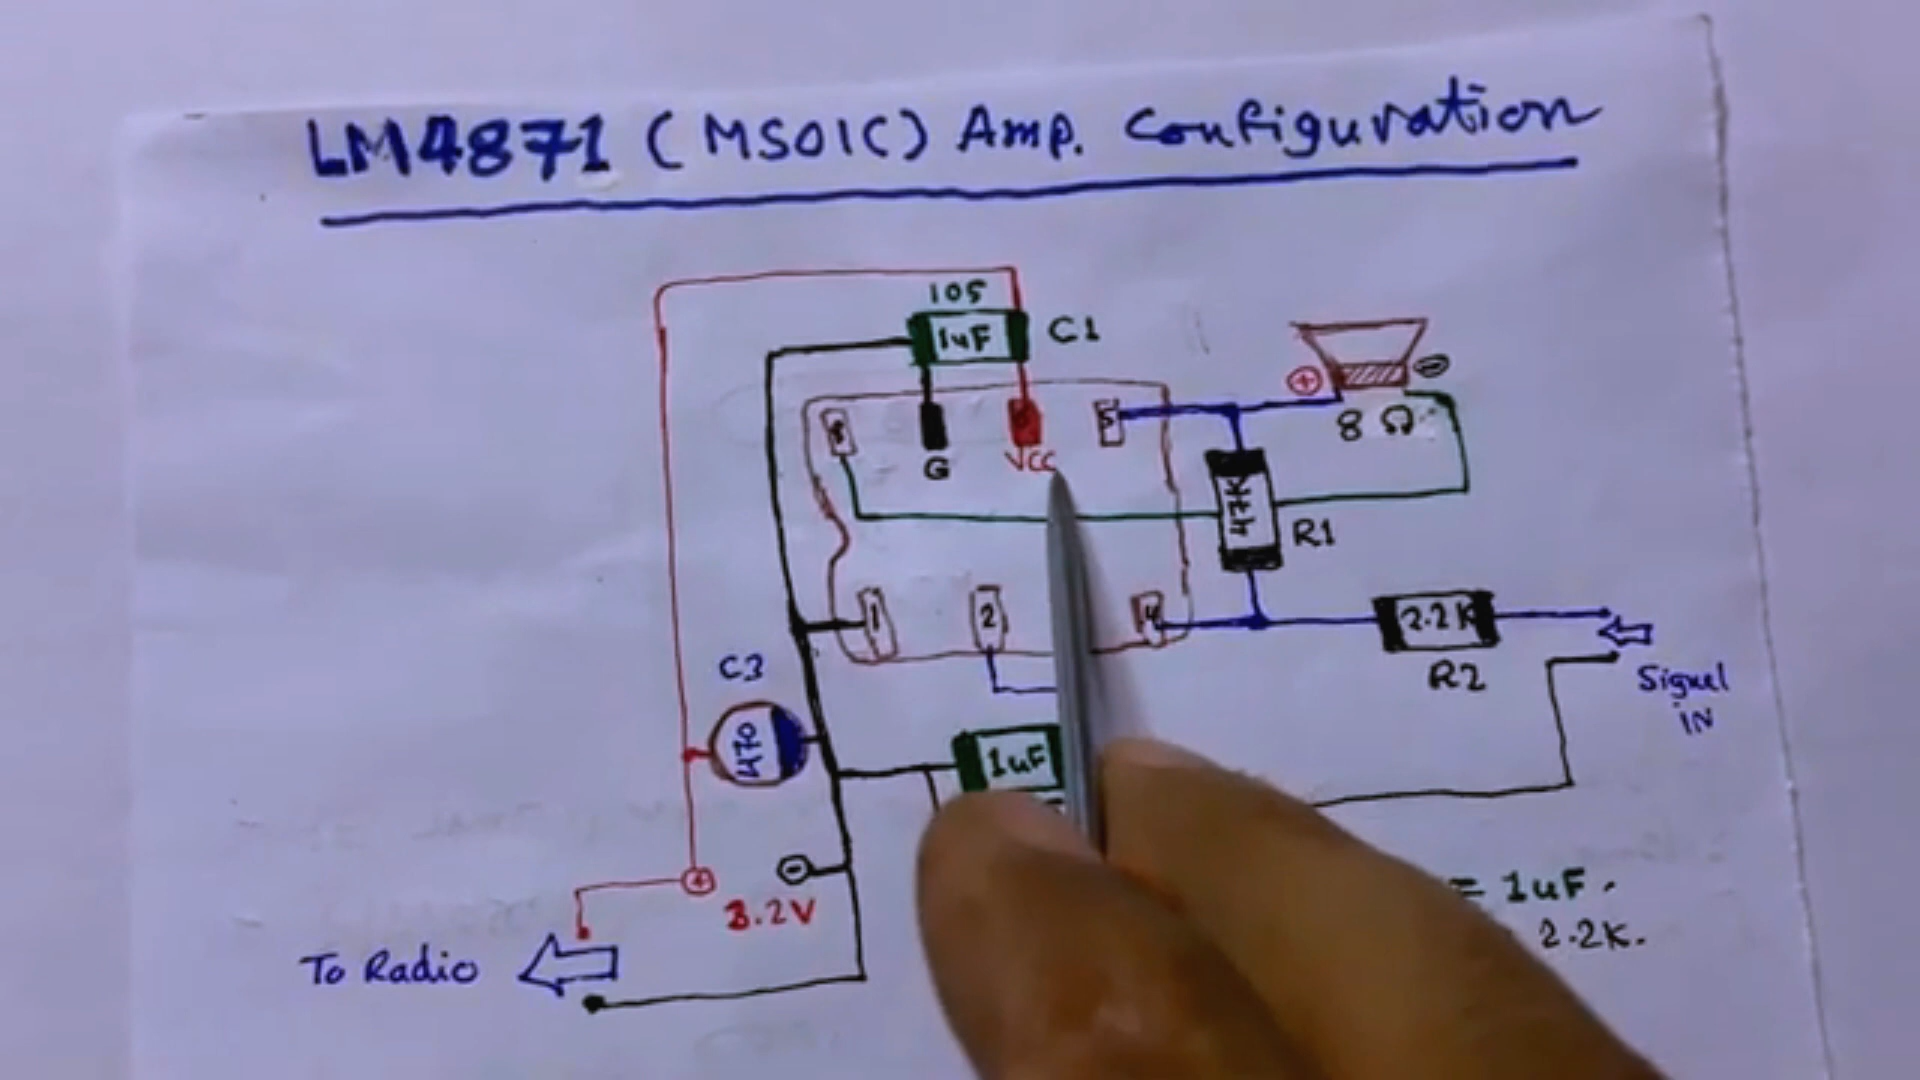 LM4871 (MSOIC) Amp. Configuration
105
1uF C1
+ -
8 5
8 Ω
G VCC
47K R1
1 2 4
2.2K
R2
Signel
IN
C3
470
1uF
+ -
3.2V
To Radio
= 1uF.
2.2K.